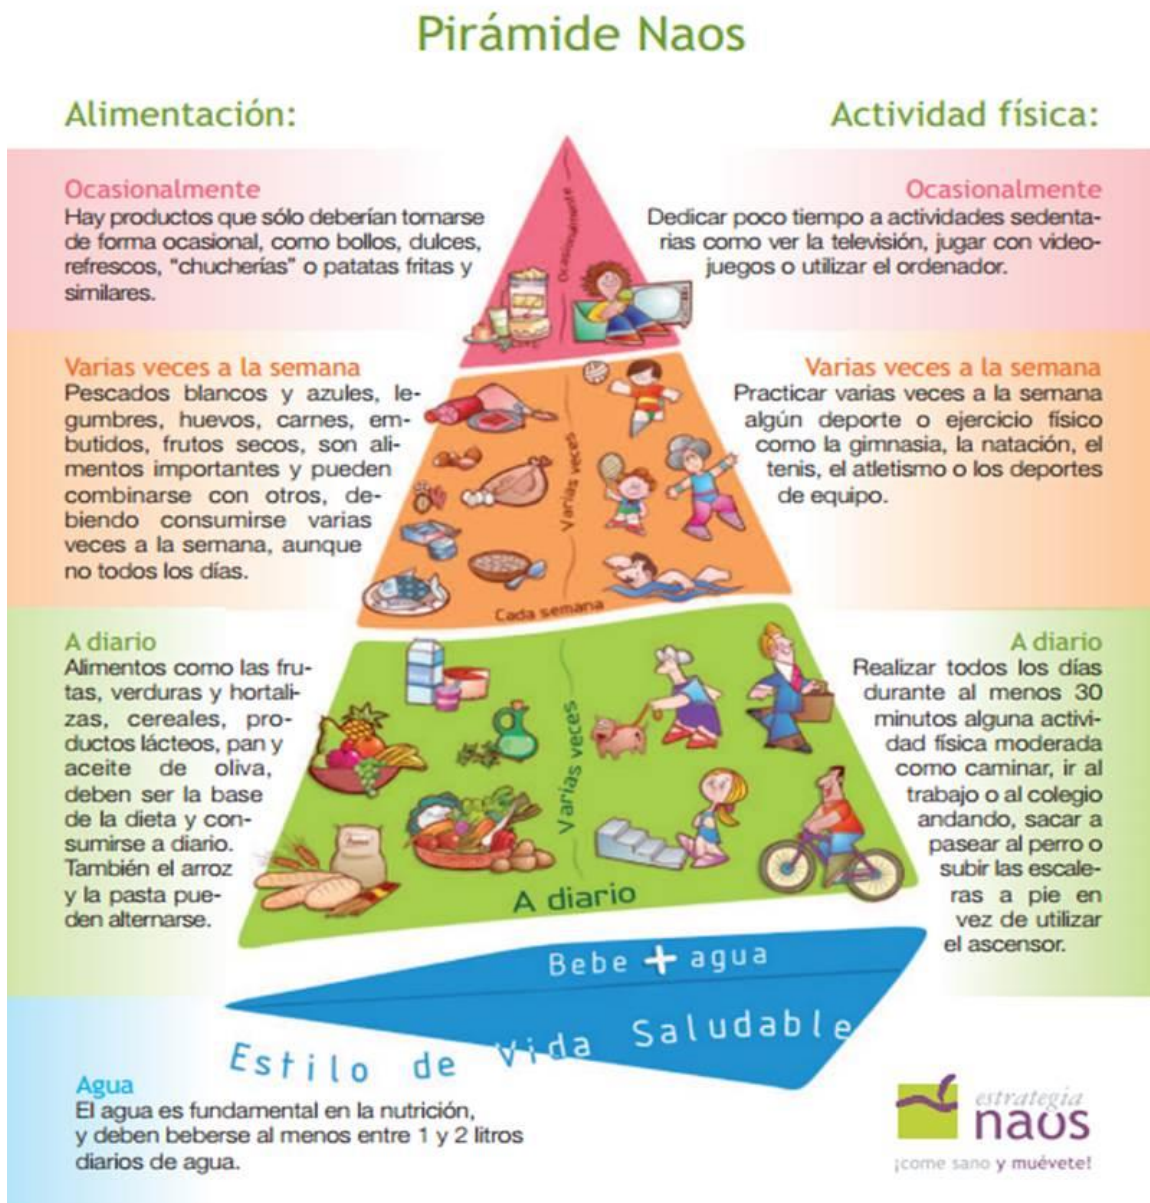 Pirámide Naos
Alimentación:
Ocasionalmente
Hay productos que sólo deberían tomarse
de forma ocasional, como bollos, dulces,
refrescos, “chucherías” o patatas fritas y
similares.
Varias veces a la semana
Pescados blancos y azules, le-
gumbres, huevos, carnes, em-
butidos, frutos secos, son ali-
mentos importantes y pueden
combinarse con otros, de-
biendo consumirse varias
veces a la semana, aunque
no todos los días.
A diario
Alimentos como las fru-
tas, verduras y hortali-
zas, cereales, pro-
ductos lácteos, pan y
aceite de oliva,
deben ser la base
de la dieta y con-
sumirse a diario.
También el arroz
y la pasta pue-
den alternarse.
Actividad física:
Ocasionalmente
Dedicar poco tiempo a actividades sedenta-
rias como ver la televisión, jugar con video-
juegos o utilizar el ordenador.
Varias veces a la semana
Practicar varias veces a la semana
algún deporte o ejercicio físico
como la gimnasia, la natación, el
tenis, el atletismo o los deportes
de equipo.
A diario
Realizar todos los días
durante al menos 30
minutos alguna activi-
dad física moderada
como caminar, ir al
trabajo o al colegio
andando, sacar a
pasear al perro o
subir las escale-
ras a pie en
vez de utilizar
el ascensor.
Ocasionalmente
Varias veces
Cada semana
Varias veces
A diario
Bebe + agua
Estilo de Vida Saludable
Agua
El agua es fundamental en la nutrición,
y deben beberse al menos entre 1 y 2 litros
diarios de agua.
estrategia
naos
¡come sano y muévete!